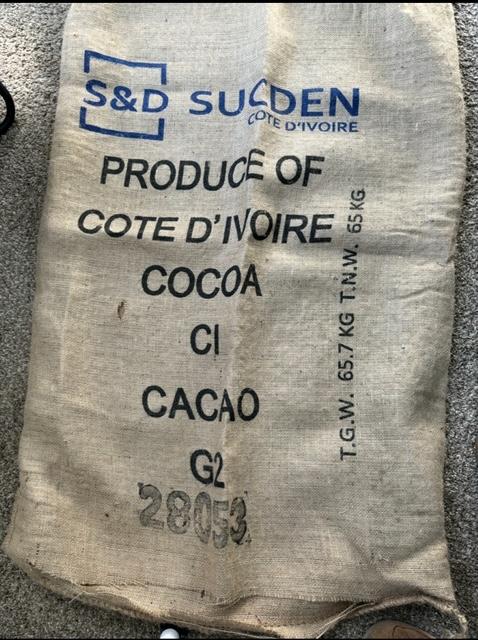 S&D SUCDEN
COTE D'IVOIRE
PRODUCE OF
COTE D'IVOIRE
COCOA
CI
CACAO
G2
28053
T.G.W. 65.7 KG T.N.W. 65 KG